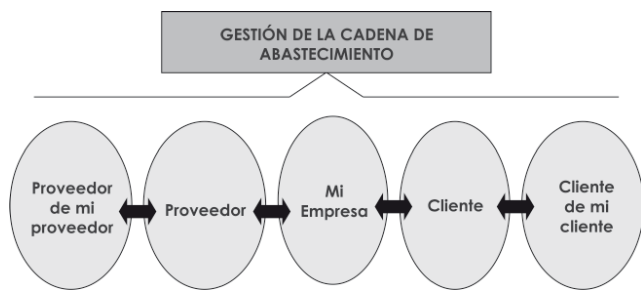 GESTIÓN DE LA CADENA DE
ABASTECIMIENTO
Proveedor
de mi
proveedor
Proveedor
Mi
Empresa
Cliente
Cliente
de mi
cliente